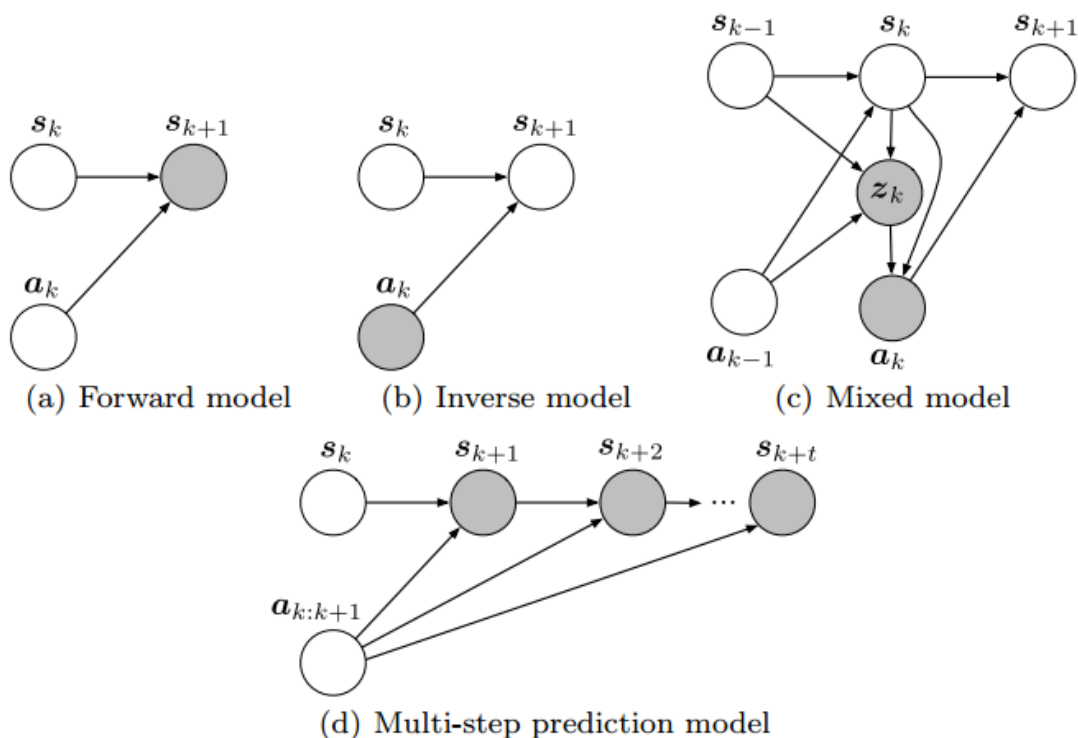 s_{k-1} s_k s_{k+1}
s_k s_{k+1} s_k s_{k+1}
z_k
a_k a_k
a_{k-1} a_k
(a) Forward model (b) Inverse model (c) Mixed model
s_k s_{k+1} s_{k+2} s_{k+t}
...
a_{k:k+1}
(d) Multi-step prediction model